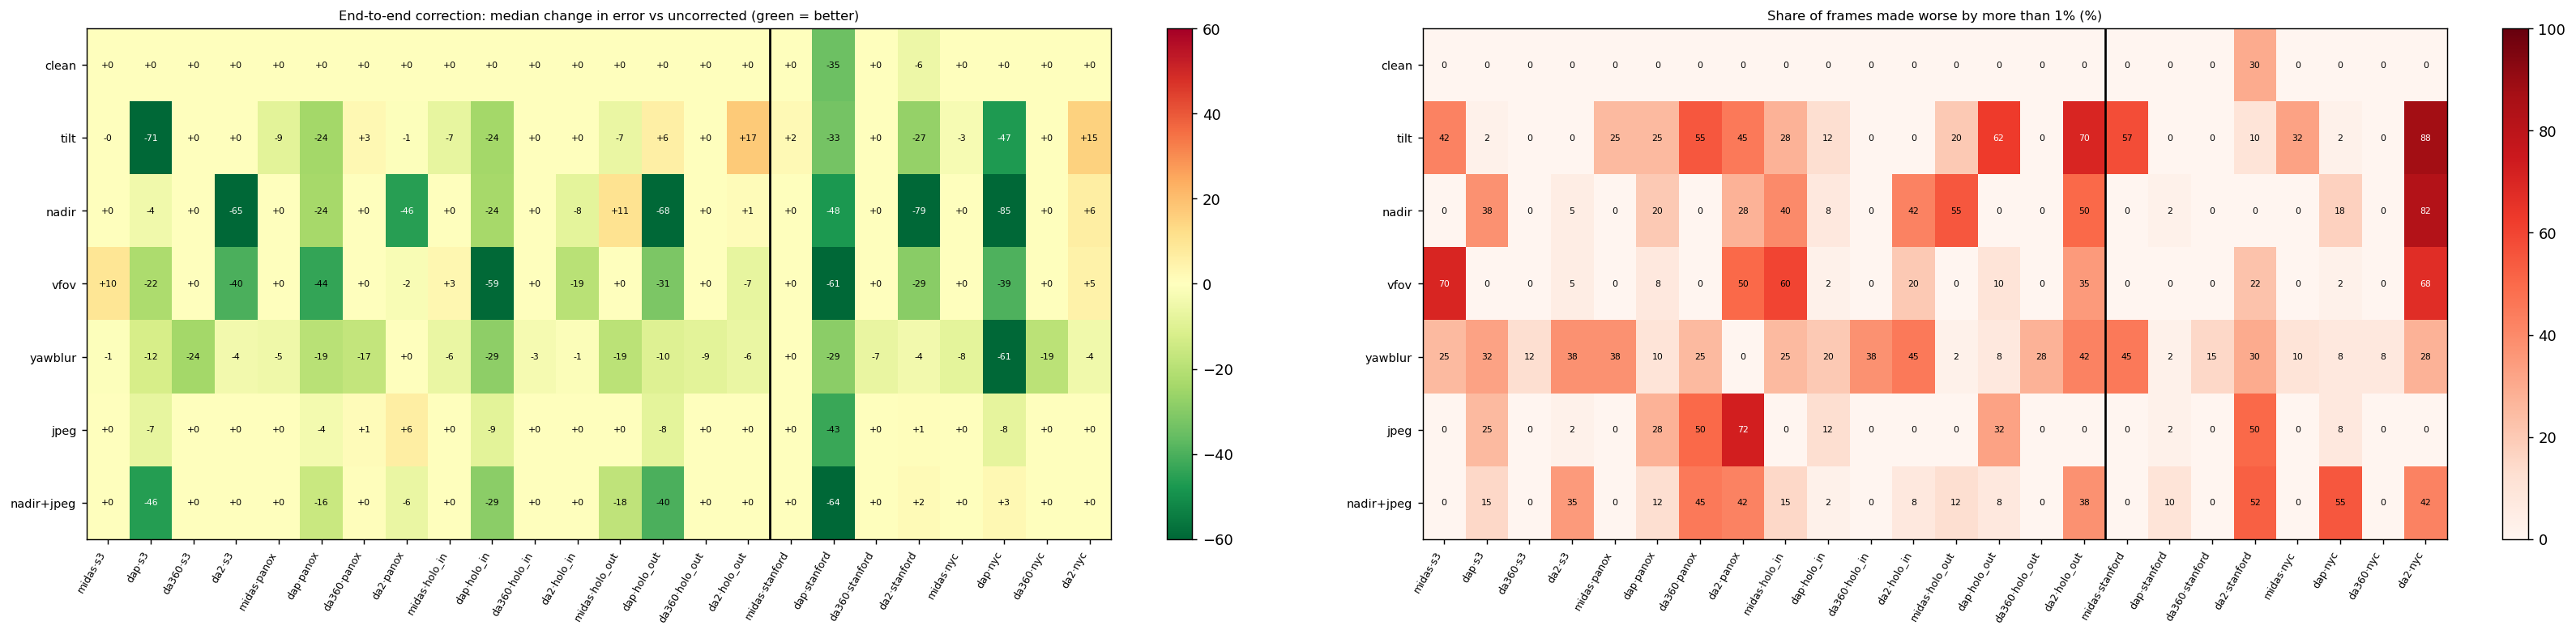 End-to-end correction: median change in error vs uncorrected (green = better)
clean +0 +0 +0 +0 +0 +0 +0 +0 +0 +0 +0 +0 +0 +0 +0 +0 +0 -35 +0 -6 +0 +0 +0 +0
tilt -0 -71 +0 +0 -9 -24 +3 -1 -7 -24 +0 +0 -7 +6 +0 +17 +2 -33 +0 -27 -3 -47 +0 +15
nadir +0 -4 +0 -65 +0 -24 +0 -46 +0 -24 +0 -8 +11 -68 +0 +1 +0 -48 +0 -79 +0 -85 +0 +6
vfov +10 -22 +0 -40 +0 -44 +0 -2 +3 -59 +0 -19 +0 -31 +0 -7 +0 -61 +0 -29 +0 -39 +0 +5
yawblur -1 -12 -24 -4 -5 -19 -17 +0 -6 -29 -3 -1 -19 -10 -9 -6 +0 -29 -7 -4 -8 -61 -19 -4
jpeg +0 -7 +0 +0 +0 -4 +1 +6 +0 -9 +0 +0 +0 -8 +0 +0 +0 -43 +0 +1 +0 -8 +0 +0
nadir+jpeg +0 -46 +0 +0 +0 -16 +0 -6 +0 -29 +0 +0 -18 -40 +0 +0 +0 -64 +0 +2 +0 +3 +0 +0
midas·s3 dap·s3 da360·s3 da2·s3 midas·panox dap·panox da360·panox da2·panox midas·holo_in dap·holo_in da360·holo_in da2·holo_in midas·holo_out dap·holo_out da360·holo_out da2·holo_out midas·stanford dap·stanford da360·stanford da2·stanford midas·nyc dap·nyc da360·nyc da2·nyc
60
40
20
0
−20
−40
−60
Share of frames made worse by more than 1% (%)
clean 0 0 0 0 0 0 0 0 0 0 0 0 0 0 0 0 0 0 0 30 0 0 0 0
tilt 42 2 0 0 25 25 55 45 28 12 0 0 20 62 0 70 57 0 0 10 32 2 0 88
nadir 0 38 0 5 0 20 0 28 40 8 0 42 55 0 0 50 0 2 0 0 0 18 0 82
vfov 70 0 0 5 0 8 0 50 60 2 0 20 0 10 0 35 0 0 0 22 0 2 0 68
yawblur 25 32 12 38 38 10 25 0 25 20 38 45 2 8 28 42 45 2 15 30 10 8 8 28
jpeg 0 25 0 2 0 28 50 72 0 12 0 0 0 32 0 0 0 2 0 50 0 8 0 0
nadir+jpeg 0 15 0 35 0 12 45 42 15 2 0 8 12 8 0 38 0 10 0 52 0 55 0 42
midas·s3 dap·s3 da360·s3 da2·s3 midas·panox dap·panox da360·panox da2·panox midas·holo_in dap·holo_in da360·holo_in da2·holo_in midas·holo_out dap·holo_out da360·holo_out da2·holo_out midas·stanford dap·stanford da360·stanford da2·stanford midas·nyc dap·nyc da360·nyc da2·nyc
100
80
60
40
20
0